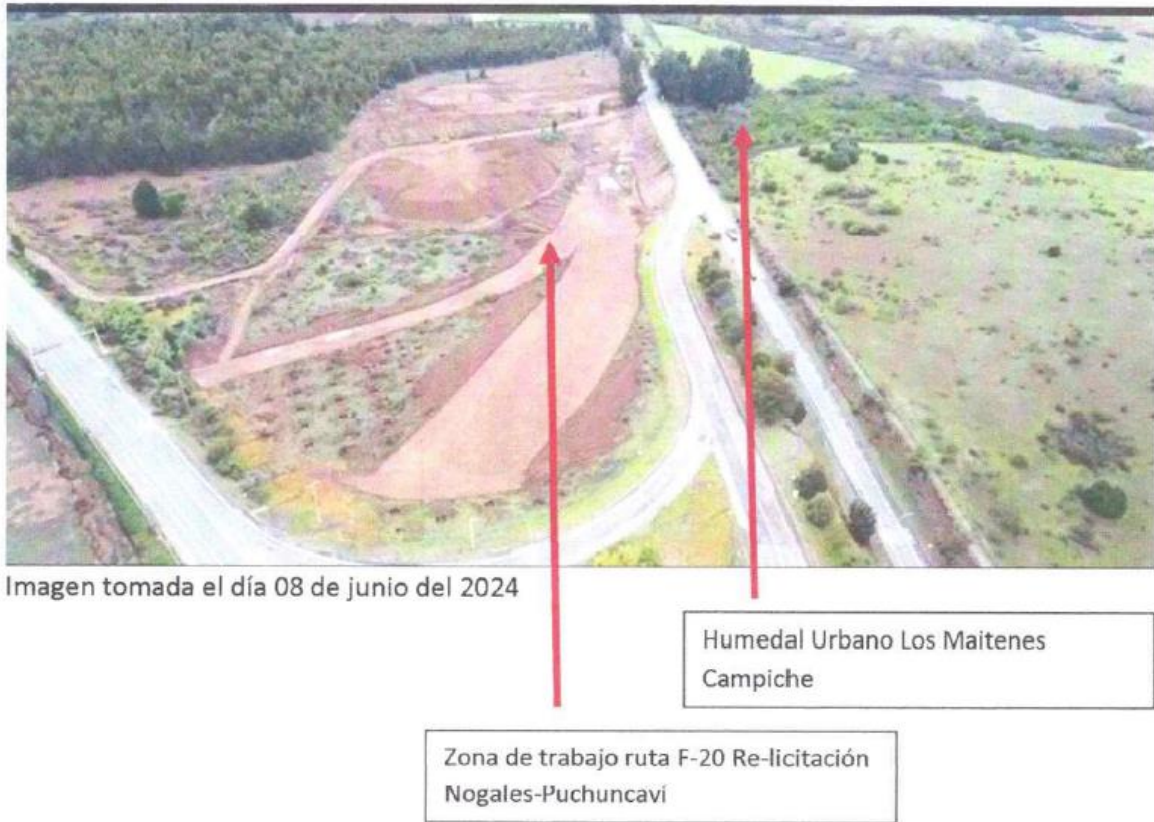 Imagen tomada el día 08 de junio del 2024
Humedal Urbano Los Maitenes
Campiche
Zona de trabajo ruta F-20 Re-licitación
Nogales-Puchuncaví